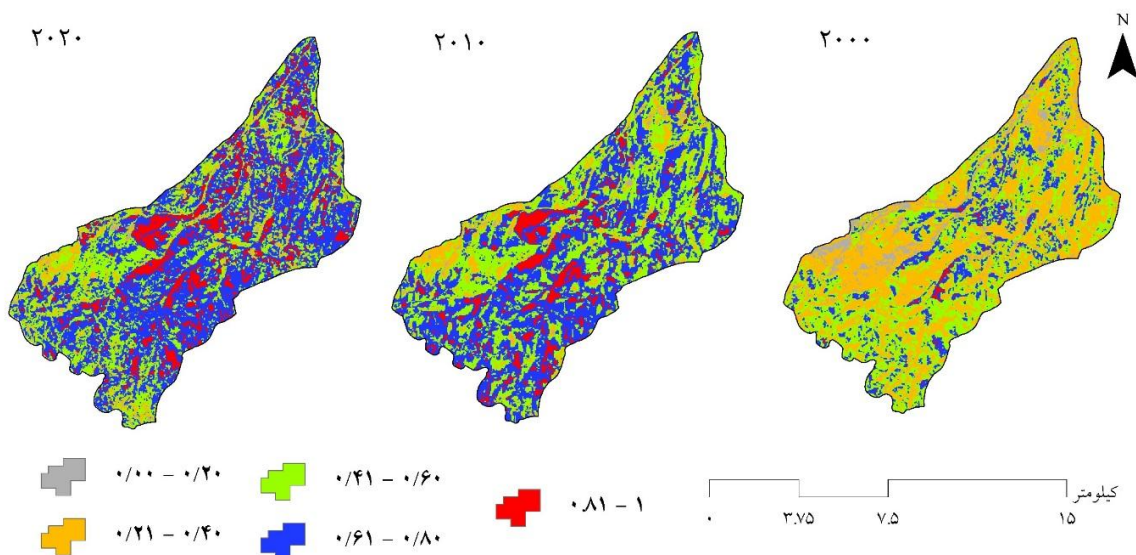 ۲۰۰۰
۲۰۱۰
۲۰۲۰
N
۰/۰۰ – ۰/۲۰
۰/۴۱ – ۰/۶۰
۰.۸۱ – ۱
۰/۲۱ – ۰/۴۰
۰/۶۱ – ۰/۸۰
کیلومتر
۰
۳.۷۵
۷.۵
۱۵